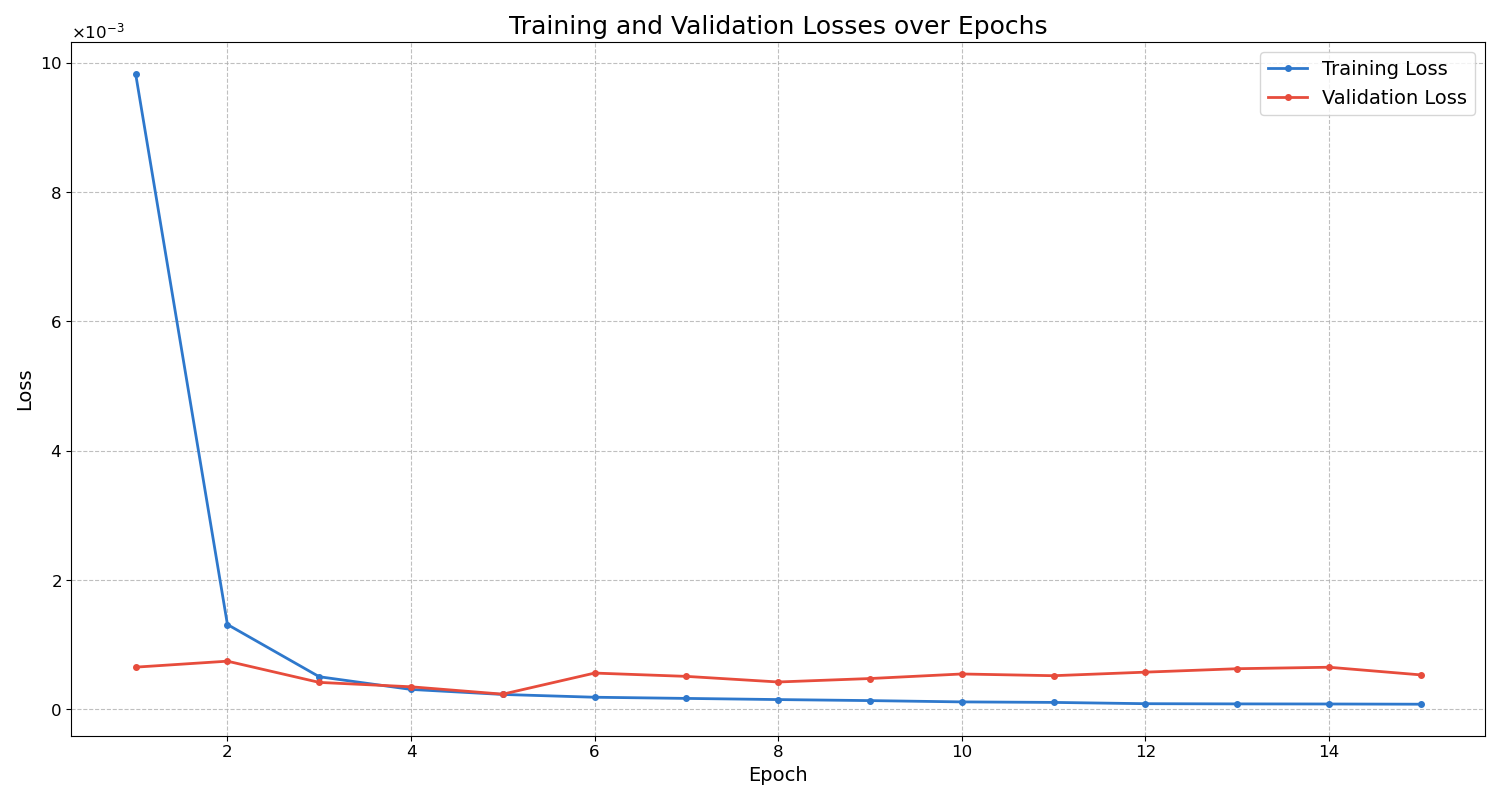 Training and Validation Losses over Epochs
×10⁻³
10
8
6
4
2
0
Loss
Training Loss
Validation Loss
2 4 6 8 10 12 14
Epoch